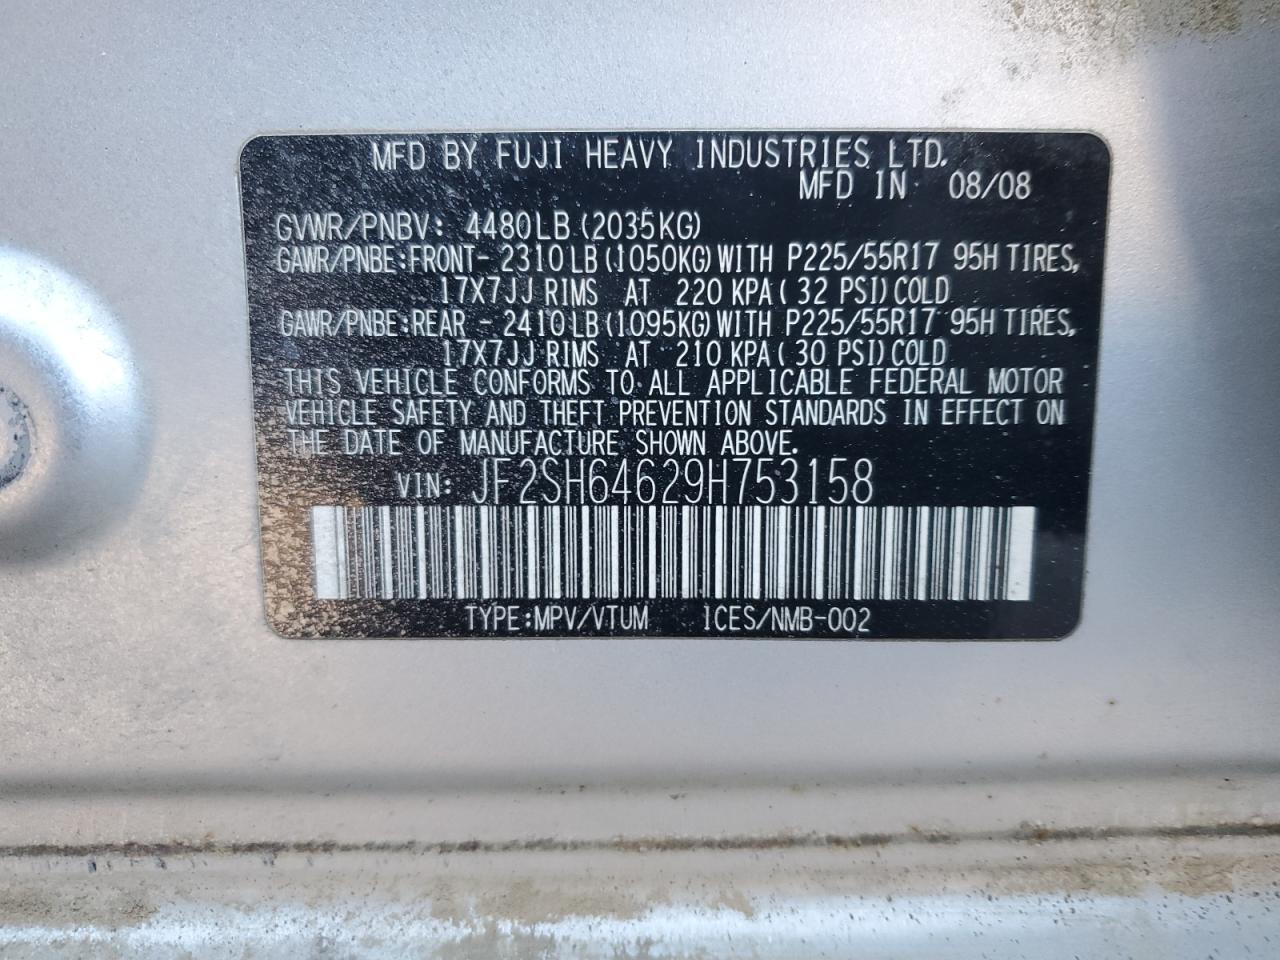 MFD BY FUJI HEAVY INDUSTRIES LTD.
MFD IN 08/08
GVWR/PNBV: 4480LB (2035KG)
GAWR/PNBE:FRONT- 2310LB (1050KG) WITH P225/55R17 95H TIRES,
17X7JJ RIMS AT 220 KPA ( 32 PSI) COLD
GAWR/PNBE:REAR - 2410LB (1095KG) WITH P225/55R17 95H TIRES,
17X7JJ RIMS AT 210 KPA ( 30 PSI) COLD
THIS VEHICLE CONFORMS TO ALL APPLICABLE FEDERAL MOTOR
VEHICLE SAFETY AND THEFT PREVENTION STANDARDS IN EFFECT ON
THE DATE OF MANUFACTURE SHOWN ABOVE.
VIN: JF2SH64629H753158
TYPE:MPV/VTUM ICES/NMB-002